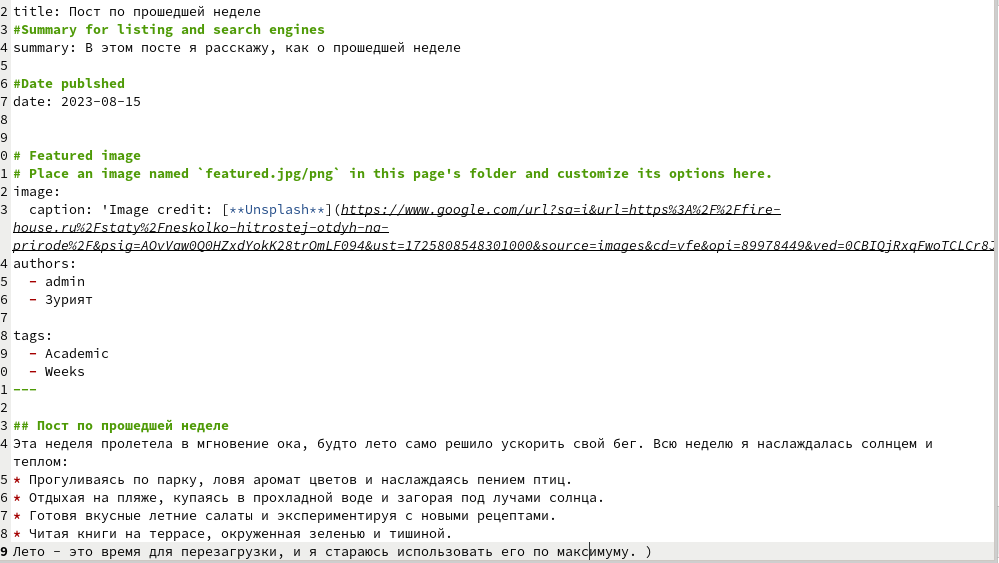 2 title: Пост по прошедшей неделе
3 #Summary for listing and search engines
4 summary: В этом посте я расскажу, как о прошедшей неделе
5
6 #Date publshed
7 date: 2023-08-15
8
9
0 # Featured image
1 # Place an image named `featured.jpg/png` in this page's folder and customize its options here.
2 image:
3   caption: 'Image credit: [**Unsplash**](https://www.google.com/url?sa=i&url=https%3A%2F%2Ffire-
house.ru%2Fstaty%2Fneskolko-hitrostej-otdyh-na-
prirode%2F&psig=AOvVaw0Q0HZxdYokK28trOmLF094&ust=1725808548301000&source=images&cd=vfe&opi=89978449&ved=0CBIQjRxqFwoTCLCr8J
4 authors:
5   - admin
6   - Зурият
7
8 tags:
9   - Academic
0   - Weeks
1 ---
2
3 ## Пост по прошедшей неделе
4 Эта неделя пролетела в мгновение ока, будто лето само решило ускорить свой бег. Всю неделю я наслаждалась солнцем и
теплом:
5 * Прогуливаясь по парку, ловя аромат цветов и наслаждаясь пением птиц.
6 * Отдыхая на пляже, купаясь в прохладной воде и загорая под лучами солнца.
7 * Готовя вкусные летние салаты и экспериментируя с новыми рецептами.
8 * Читая книги на террасе, окруженная зеленью и тишиной.
9 Лето - это время для перезагрузки, и я стараюсь использовать его по максимуму. )